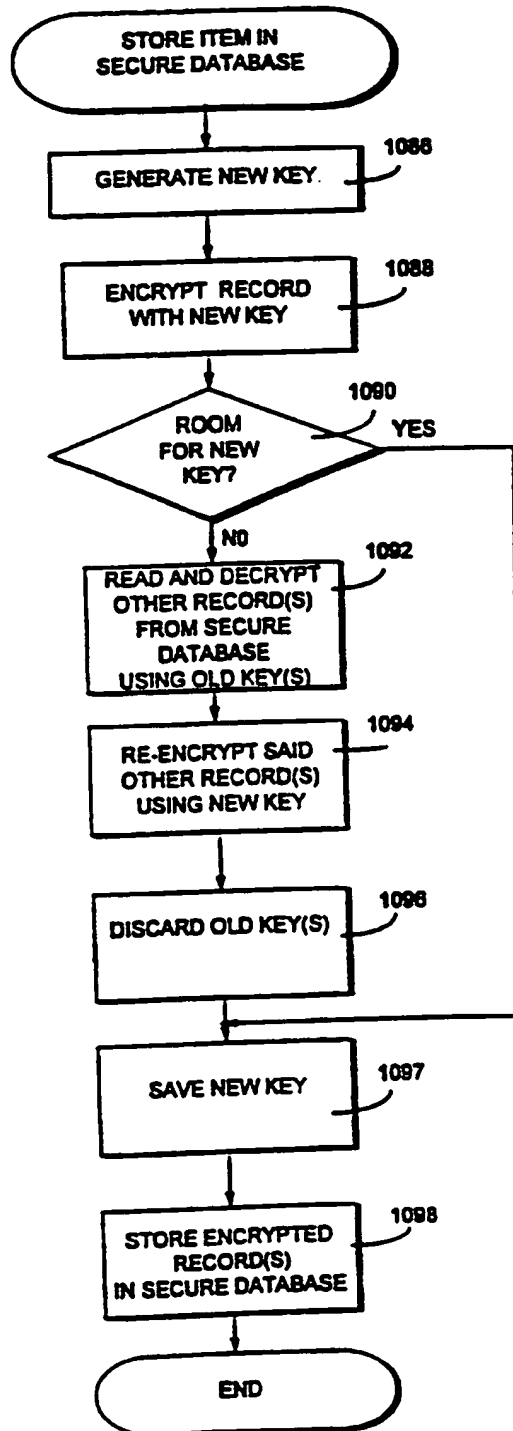 STORE ITEM IN
SECURE DATABASE
1086
GENERATE NEW KEY.
1088
ENCRYPT RECORD
WITH NEW KEY
1090
ROOM
FOR NEW
KEY?
YES
NO
1092
READ AND DECRYPT
OTHER RECORD(S)
FROM SECURE
DATABASE
USING OLD KEY(S)
1094
RE-ENCRYPT SAID
OTHER RECORD(S)
USING NEW KEY
1096
DISCARD OLD KEY(S)
SAVE NEW KEY
1097
1098
STORE ENCRYPTED
RECORD(S)
IN SECURE DATABASE
END